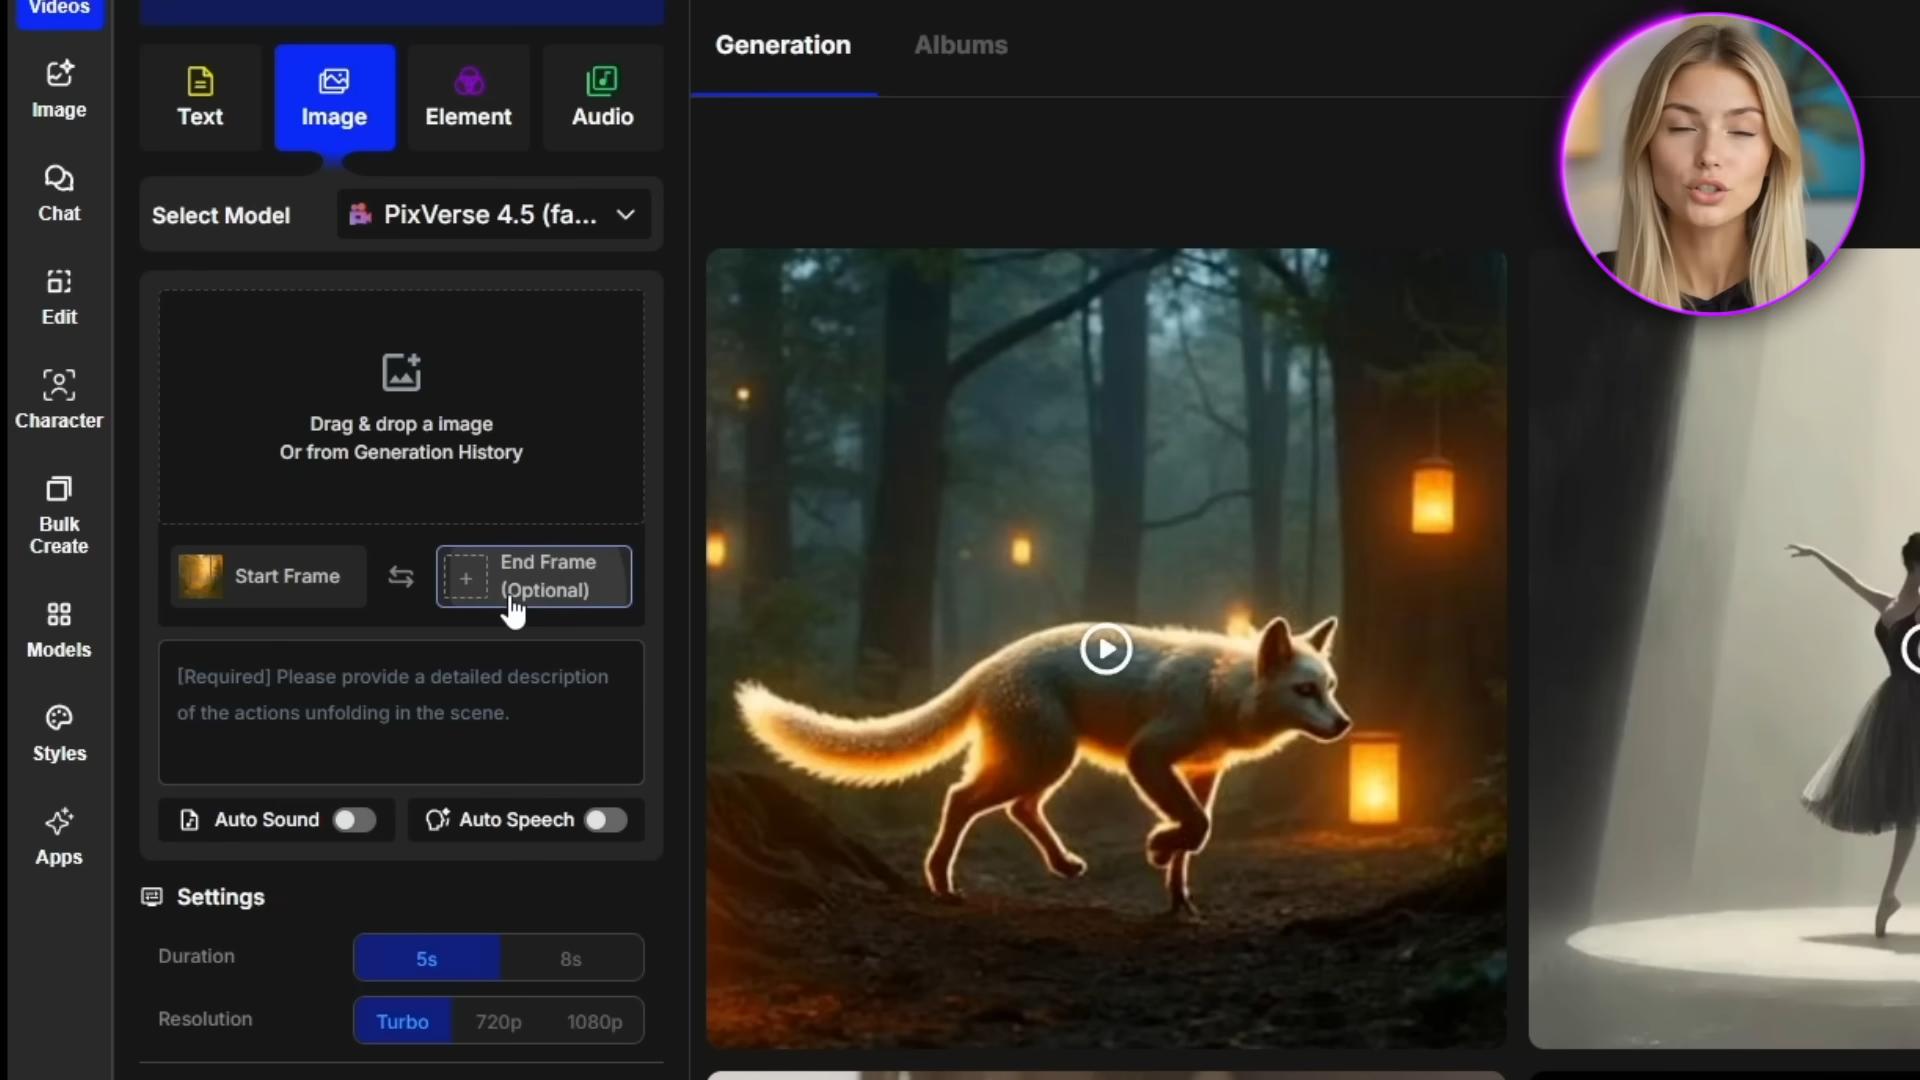 Videos
Image
Chat
Edit
Character
Bulk
Create
Models
Styles
Apps
Text
Image
Element
Audio
Select Model
PixVerse 4.5 (fa...
Drag & drop a image
Or from Generation History
Start Frame
End Frame
(Optional)
[Required] Please provide a detailed description
of the actions unfolding in the scene.
Auto Sound
Auto Speech
Settings
Duration
5s
8s
Resolution
Turbo
720p
1080p
Generation
Albums